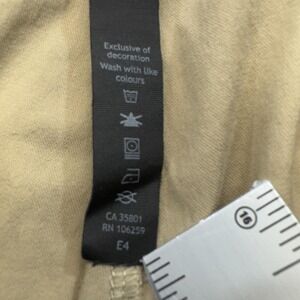 Exclusive of
decoration
Wash with like
colours
CA 35801
RN 106259
E4
16